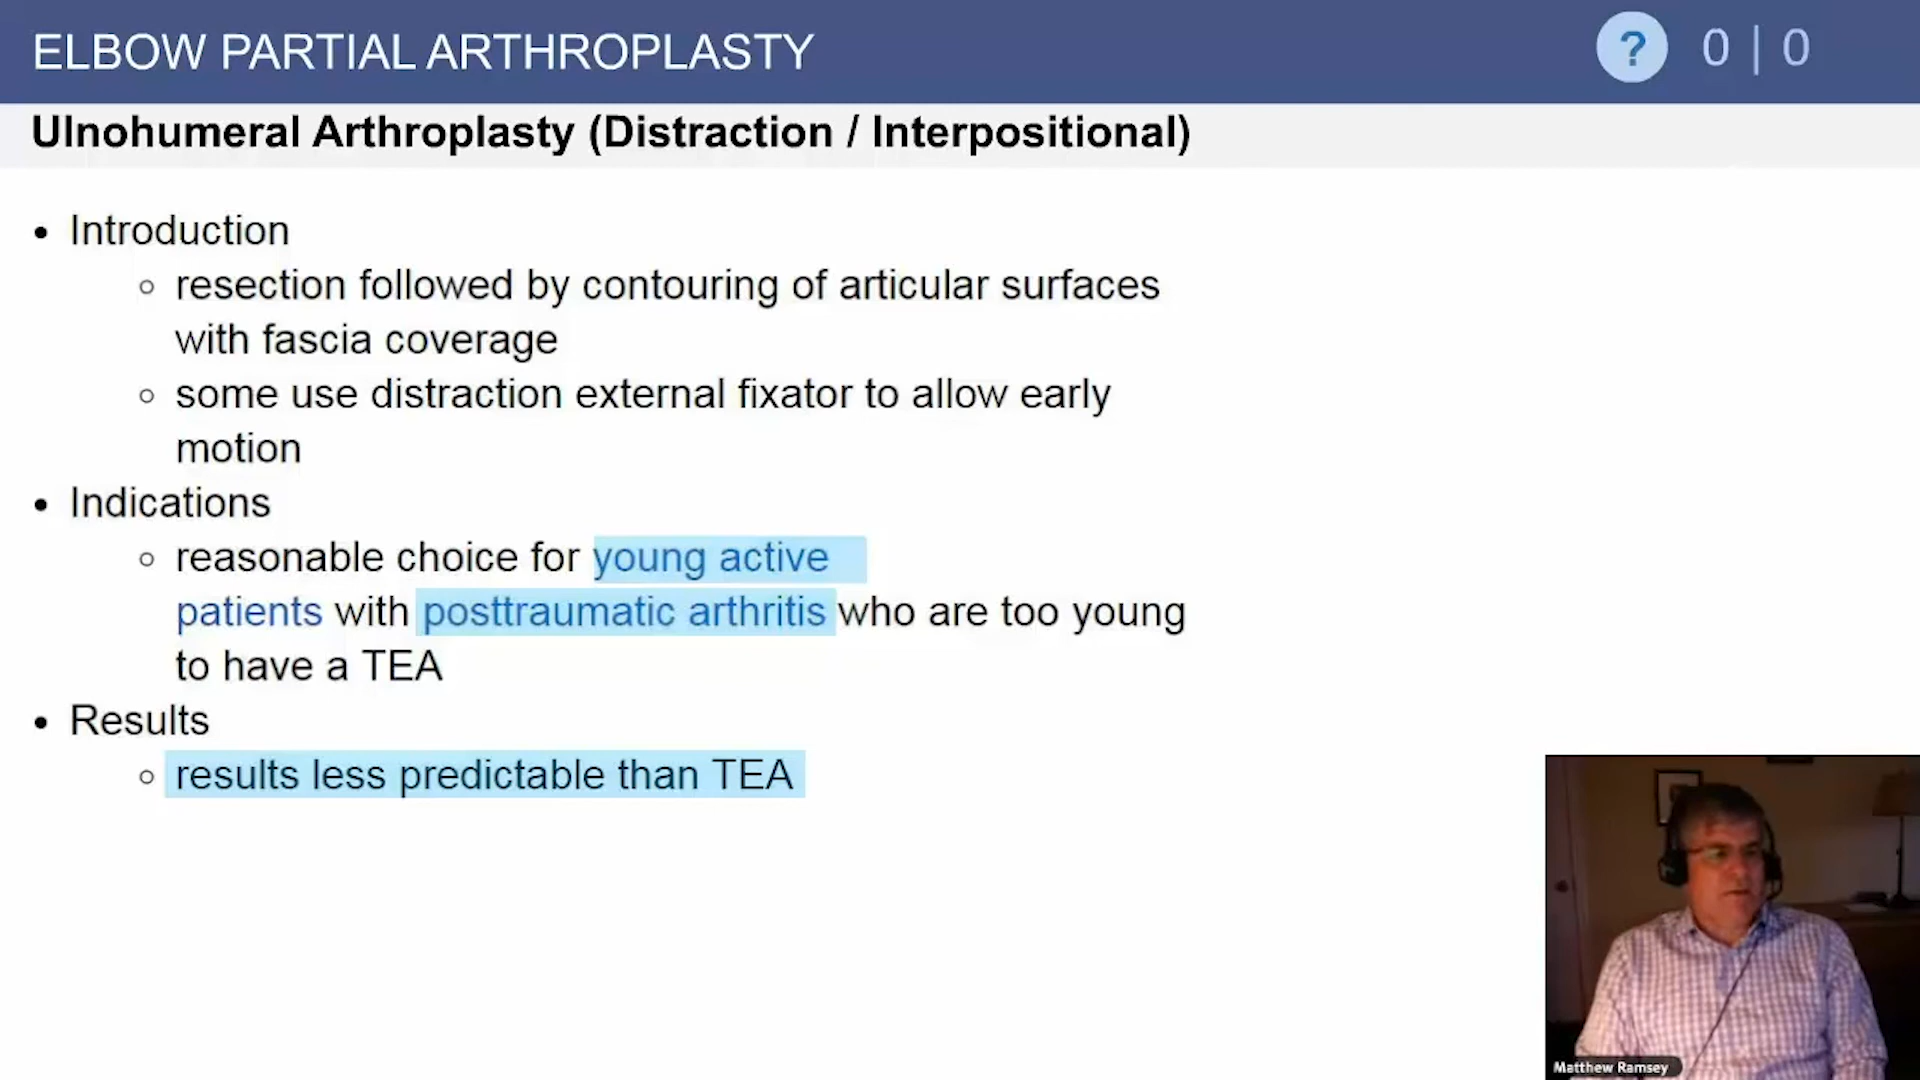 ELBOW PARTIAL ARTHROPLASTY
? 0 | 0
Ulnohumeral Arthroplasty (Distraction / Interpositional)
• Introduction
○ resection followed by contouring of articular surfaces
with fascia coverage
○ some use distraction external fixator to allow early
motion
• Indications
○ reasonable choice for young active
patients with posttraumatic arthritis who are too young
to have a TEA
• Results
○ results less predictable than TEA
Matthew Ramsey